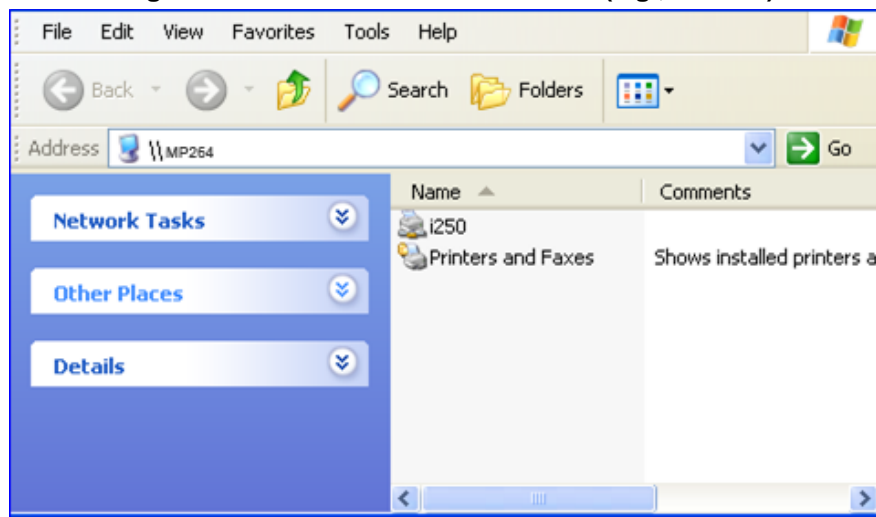 File Edit View Favorites Tools Help
Back Search Folders
Address \\MP264 Go
Name Comments
Network Tasks
i250
Printers and Faxes Shows installed printers a
Other Places
Details